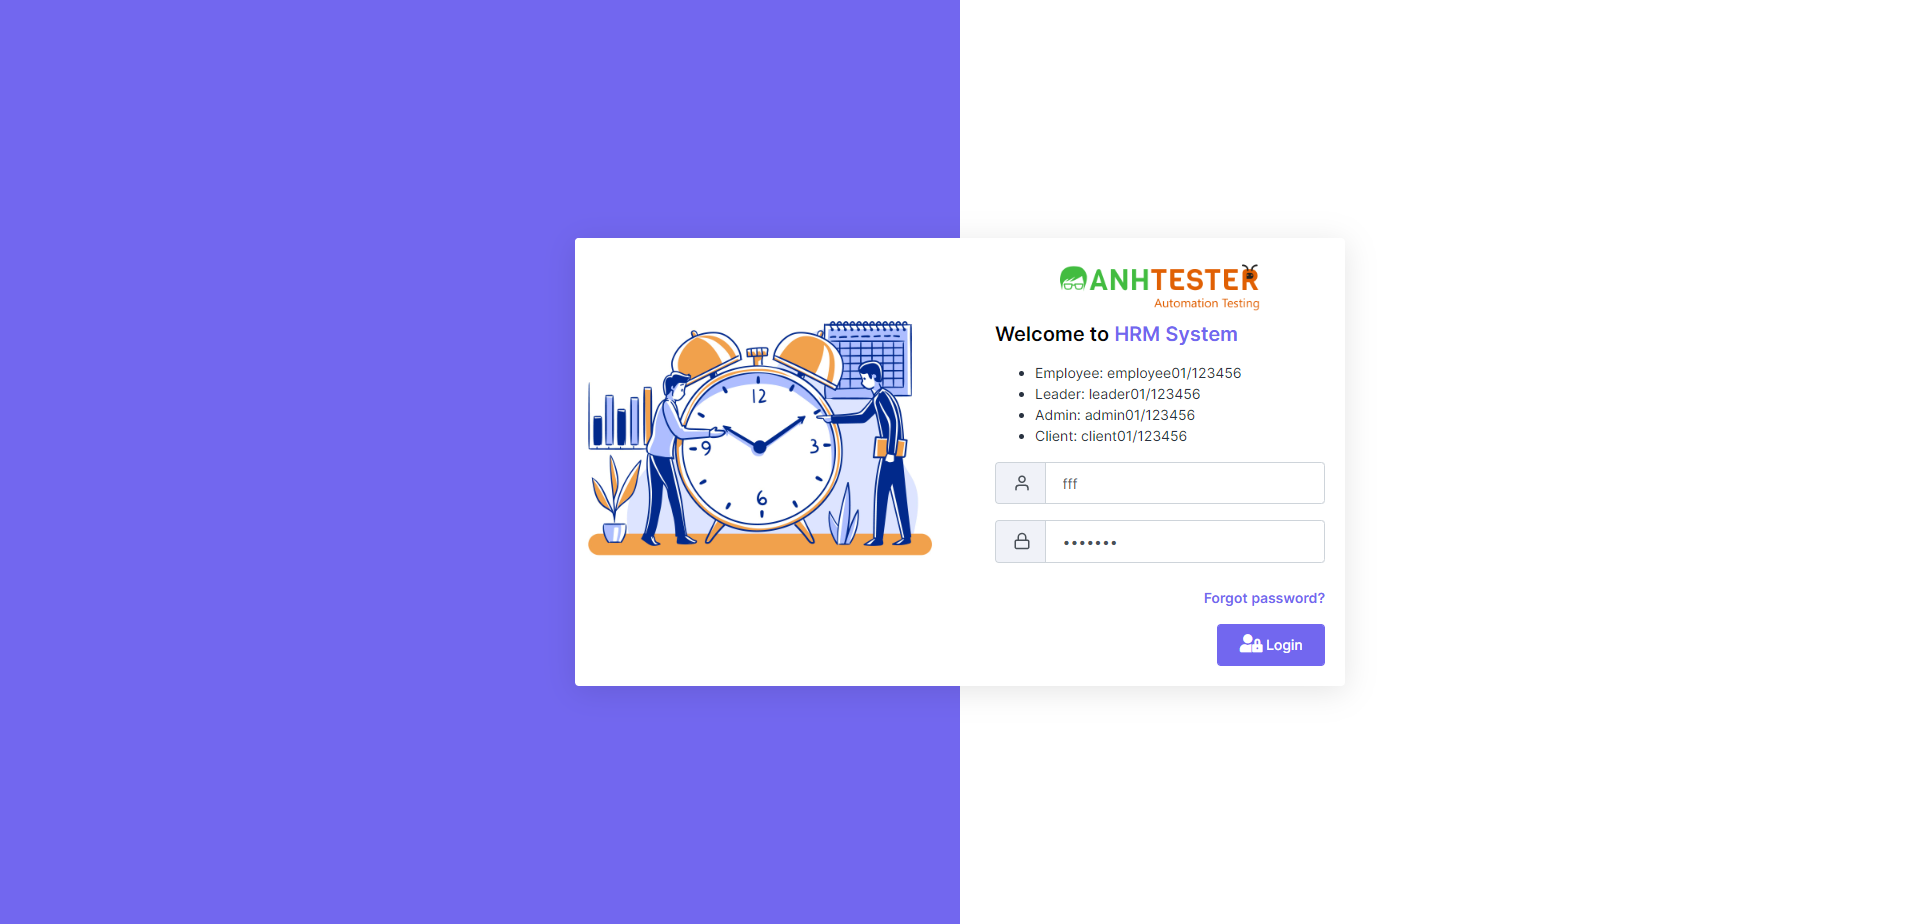 ANHTESTER
Automation Testing
Welcome to HRM System
Employee: employee01/123456
Leader: leader01/123456
Admin: admin01/123456
Client: client01/123456
fff
•••••••
Forgot password?
Login
12
3
6
9